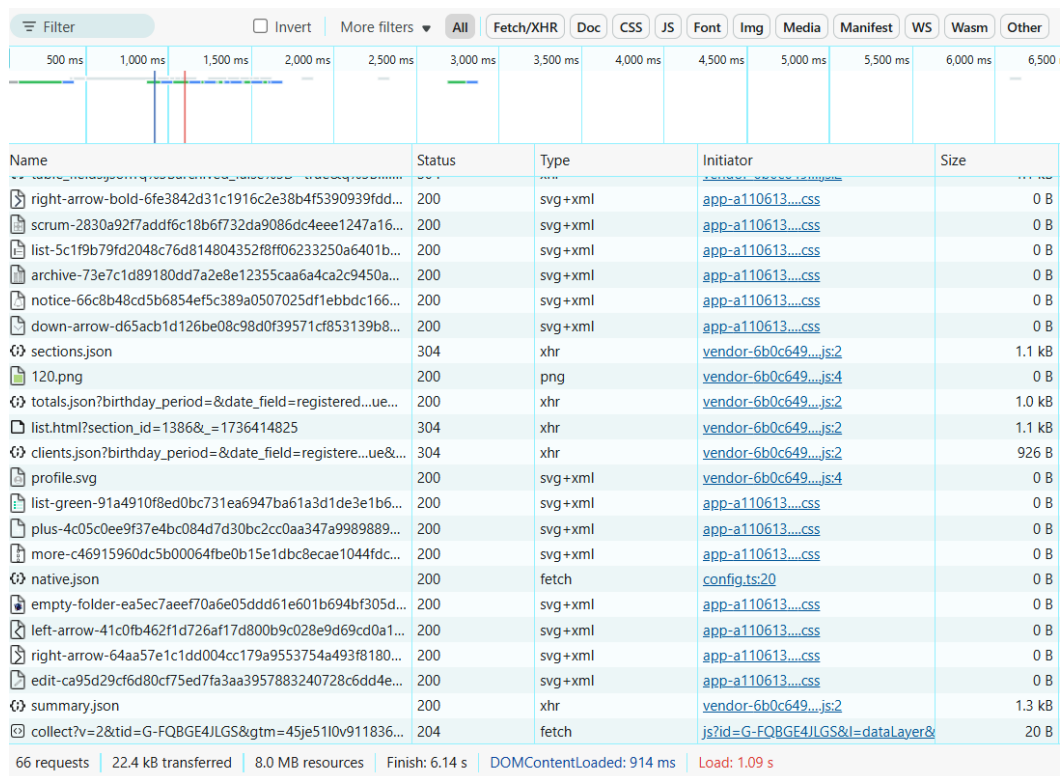 Filter Invert More filters All Fetch/XHR Doc CSS JS Font Img Media Manifest WS Wasm Other
500 ms 1,000 ms 1,500 ms 2,000 ms 2,500 ms 3,000 ms 3,500 ms 4,000 ms 4,500 ms 5,000 ms 5,500 ms 6,000 ms 6,500
Name Status Type Initiator Size
right-arrow-bold-6fe3842d31c1916c2e38b4f5390939fdd... 200 svg+xml app-a110613....css 0 B
scrum-2830a92f7addf6c18b6f732da9086dc4eee1247a16... 200 svg+xml app-a110613....css 0 B
list-5c1f9b79fd2048c76d814804352f8ff06233250a6401b... 200 svg+xml app-a110613....css 0 B
archive-73e7c1d89180dd7a2e8e12355caa6a4ca2c9450a... 200 svg+xml app-a110613....css 0 B
notice-66c8b48cd5b6854ef5c389a0507025df1ebbdc166... 200 svg+xml app-a110613....css 0 B
down-arrow-d65acb1d126be08c98d0f39571cf853139b8... 200 svg+xml app-a110613....css 0 B
sections.json 304 xhr vendor-6b0c649....js:2 1.1 kB
120.png 200 png vendor-6b0c649....js:4 0 B
totals.json?birthday_period=&date_field=registered...ue... 200 xhr vendor-6b0c649....js:2 1.0 kB
list.html?section_id=1386&_=1736414825 304 xhr vendor-6b0c649....js:2 1.1 kB
clients.json?birthday_period=&date_field=registere...ue&... 304 xhr vendor-6b0c649....js:2 926 B
profile.svg 200 svg+xml vendor-6b0c649....js:4 0 B
list-green-91a4910f8ed0bc731ea6947ba61a3d1de3e1b6... 200 svg+xml app-a110613....css 0 B
plus-4c05c0ee9f37e4bc084d7d30bc2cc0aa347a9989889... 200 svg+xml app-a110613....css 0 B
more-c46915960dc5b00064fbe0b15e1dbc8ecae1044fdc... 200 svg+xml app-a110613....css 0 B
native.json 200 fetch config.ts:20 0 B
empty-folder-ea5ec7aeef70a6e05ddd61e601b694bf305d... 200 svg+xml app-a110613....css 0 B
left-arrow-41c0fb462f1d726af17d800b9c028e9d69cd0a1... 200 svg+xml app-a110613....css 0 B
right-arrow-64aa57e1c1dd004cc179a9553754a493f8180... 200 svg+xml app-a110613....css 0 B
edit-ca95d29cf6d80cf75ed7fa3aa3957883240728c6dd4e... 200 svg+xml app-a110613....css 0 B
summary.json 200 xhr vendor-6b0c649....js:2 1.3 kB
collect?v=2&tid=G-FQBGE4JLGS&gtm=45je51l0v911836... 204 fetch js?id=G-FQBGE4JLGS&l=dataLayer& 20 B
66 requests 22.4 kB transferred 8.0 MB resources Finish: 6.14 s DOMContentLoaded: 914 ms Load: 1.09 s